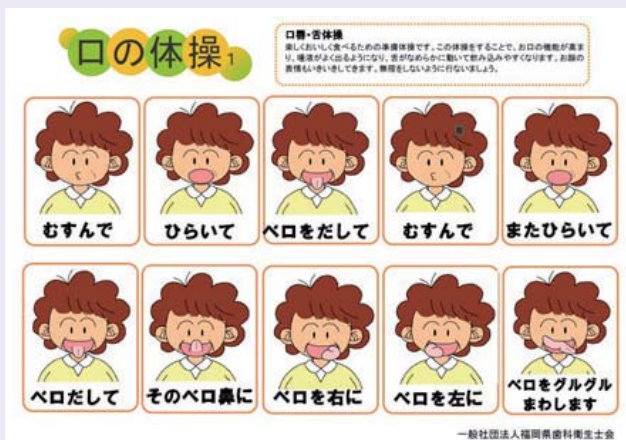 口の体操1
口唇・舌体操
楽しくおいしく食べるための準備体操です。この体操をすることで、お口の機能が高ま
り、唾液がよく出るようになり、舌がなめらかに動いて飲み込みやすくなります。お顔の
表情もいきいきしてきます。無理をしないように行ないましょう。
むすんで
ひらいて
ベロをだして
むすんで
またひらいて
ベロだして
そのベロ鼻に
ベロを右に
ベロを左に
ベロをグルグル
まわします
一般社団法人福岡県歯科衛生士会